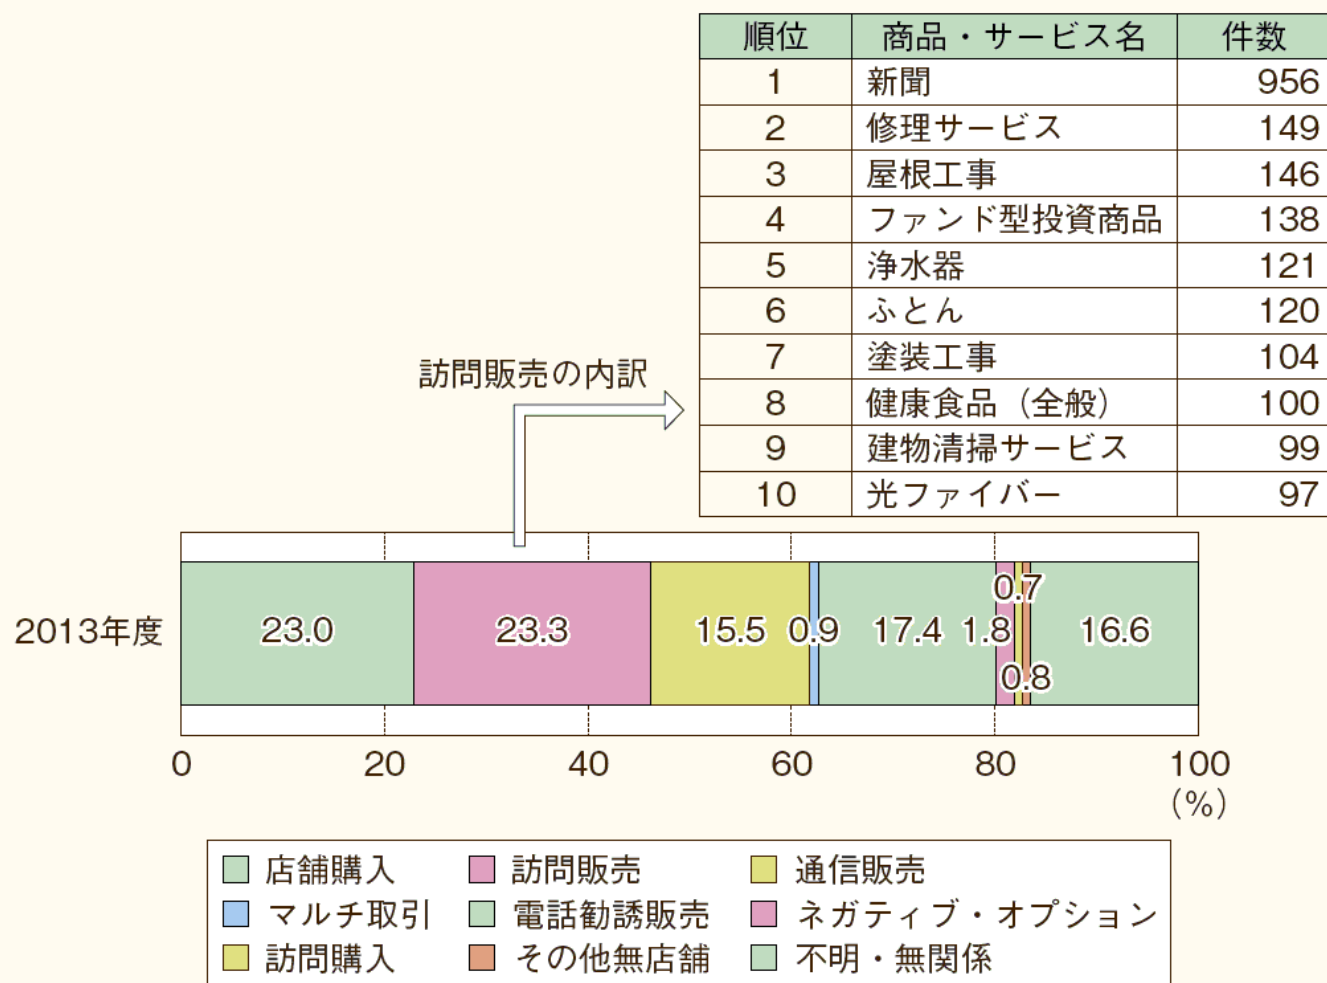 順位 商品・サービス名 件数
1 新聞 956
2 修理サービス 149
3 屋根工事 146
4 ファンド型投資商品 138
5 浄水器 121
6 ふとん 120
7 塗装工事 104
8 健康食品（全般） 100
9 建物清掃サービス 99
10 光ファイバー 97
訪問販売の内訳
2013年度 23.0 23.3 15.5 0.9 17.4 1.8 0.7 0.8 16.6
0 20 40 60 80 100
（%）
店舗購入 訪問販売 通信販売
マルチ取引 電話勧誘販売 ネガティブ・オプション
訪問購入 その他無店舗 不明・無関係